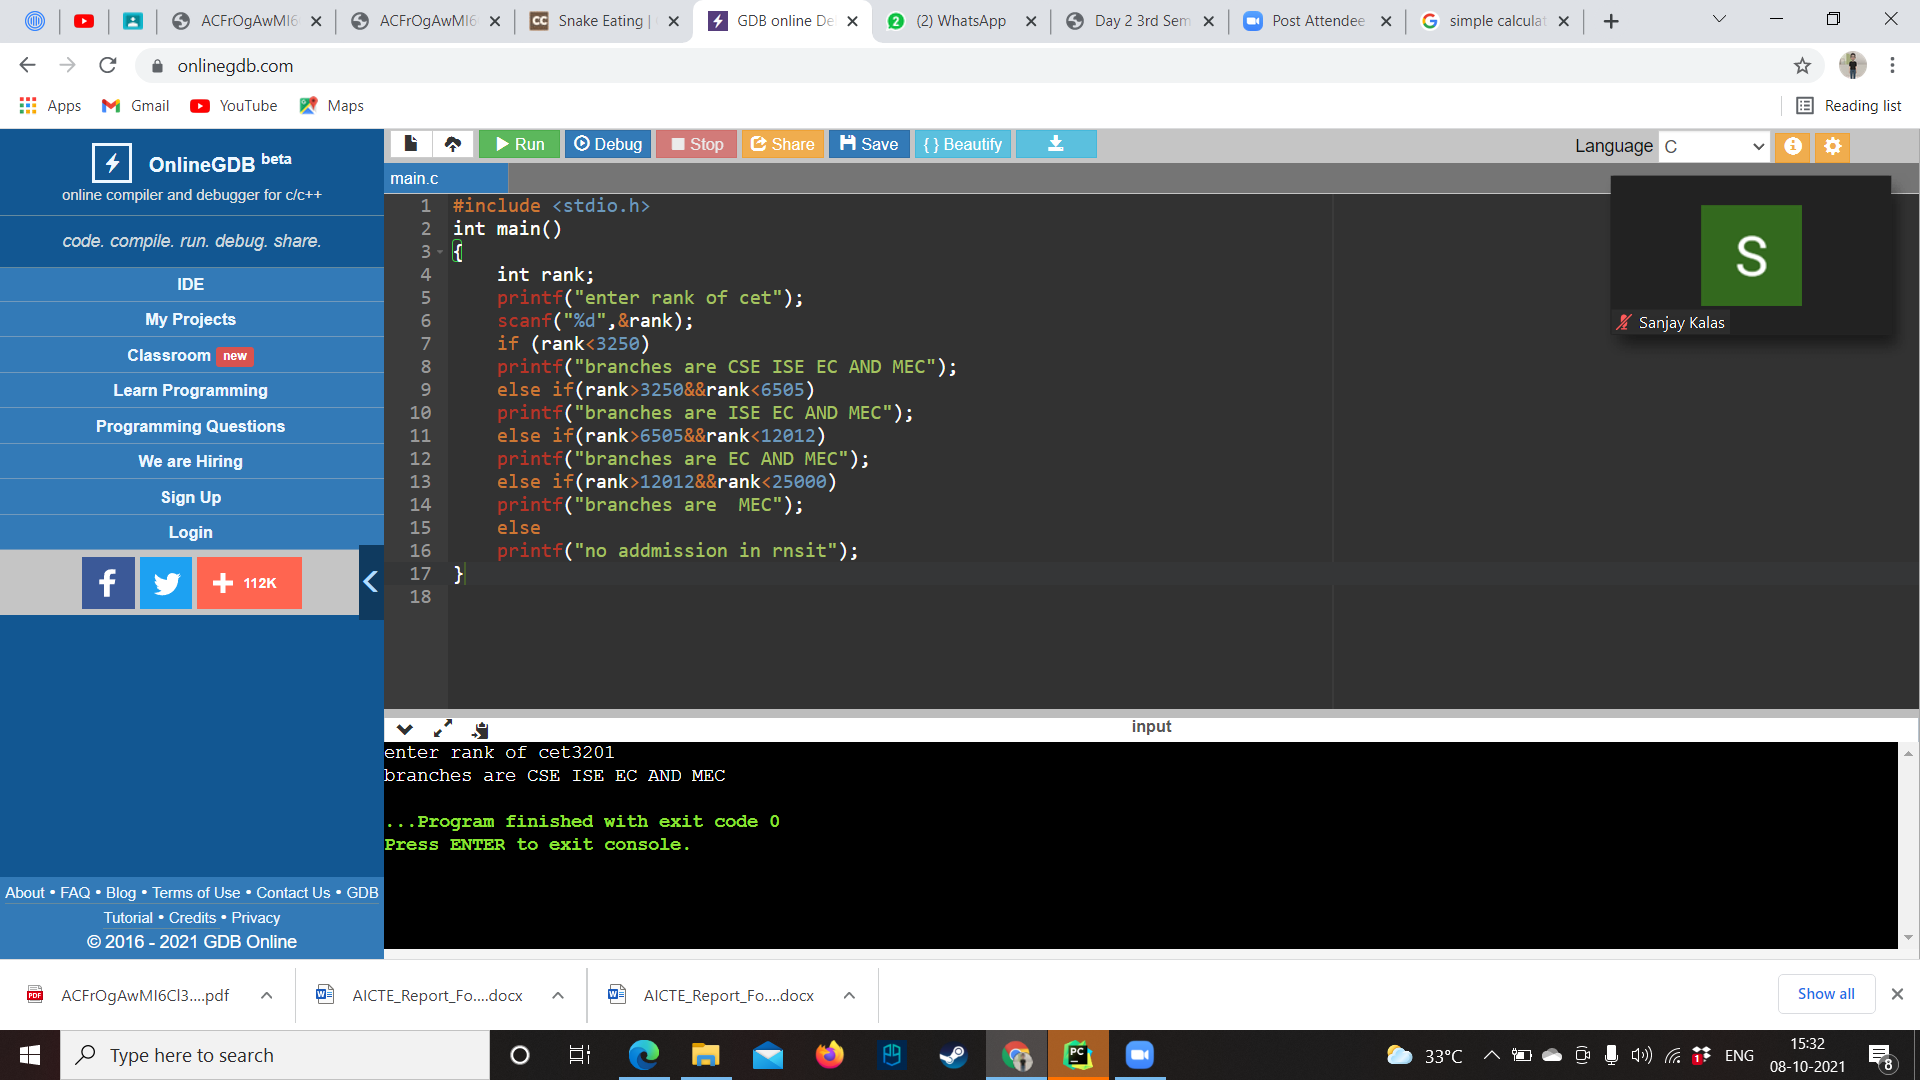 ACFrOgAwMI6
ACFrOgAwMI6
CC Snake Eating |
GDB online De
2 (2) WhatsApp
Day 2 3rd Sem
Post Attendee
simple calculat
onlinegdb.com
Apps
Gmail
YouTube
Maps
Reading list
OnlineGDB beta
online compiler and debugger for c/c++
code. compile. run. debug. share.
IDE
My Projects
Classroom new
Learn Programming
Programming Questions
We are Hiring
Sign Up
Login
112K
About • FAQ • Blog • Terms of Use • Contact Us • GDB
Tutorial • Credits • Privacy
© 2016 - 2021 GDB Online
Run
Debug
Stop
Share
Save
{ } Beautify
Language C
main.c
1 #include <stdio.h>
2 int main()
3 {
4 int rank;
5 printf("enter rank of cet");
6 scanf("%d",&rank);
7 if (rank<3250)
8 printf("branches are CSE ISE EC AND MEC");
9 else if(rank>3250&&rank<6505)
10 printf("branches are ISE EC AND MEC");
11 else if(rank>6505&&rank<12012)
12 printf("branches are EC AND MEC");
13 else if(rank>12012&&rank<25000)
14 printf("branches are  MEC");
15 else
16 printf("no addmission in rnsit");
17 }
18
S
Sanjay Kalas
input
enter rank of cet3201
branches are CSE ISE EC AND MEC
...Program finished with exit code 0
Press ENTER to exit console.
PDF ACFrOgAwMI6Cl3....pdf
AICTE_Report_Fo....docx
AICTE_Report_Fo....docx
Show all
Type here to search
PC
33°C
1
ENG
15:32
08-10-2021
8